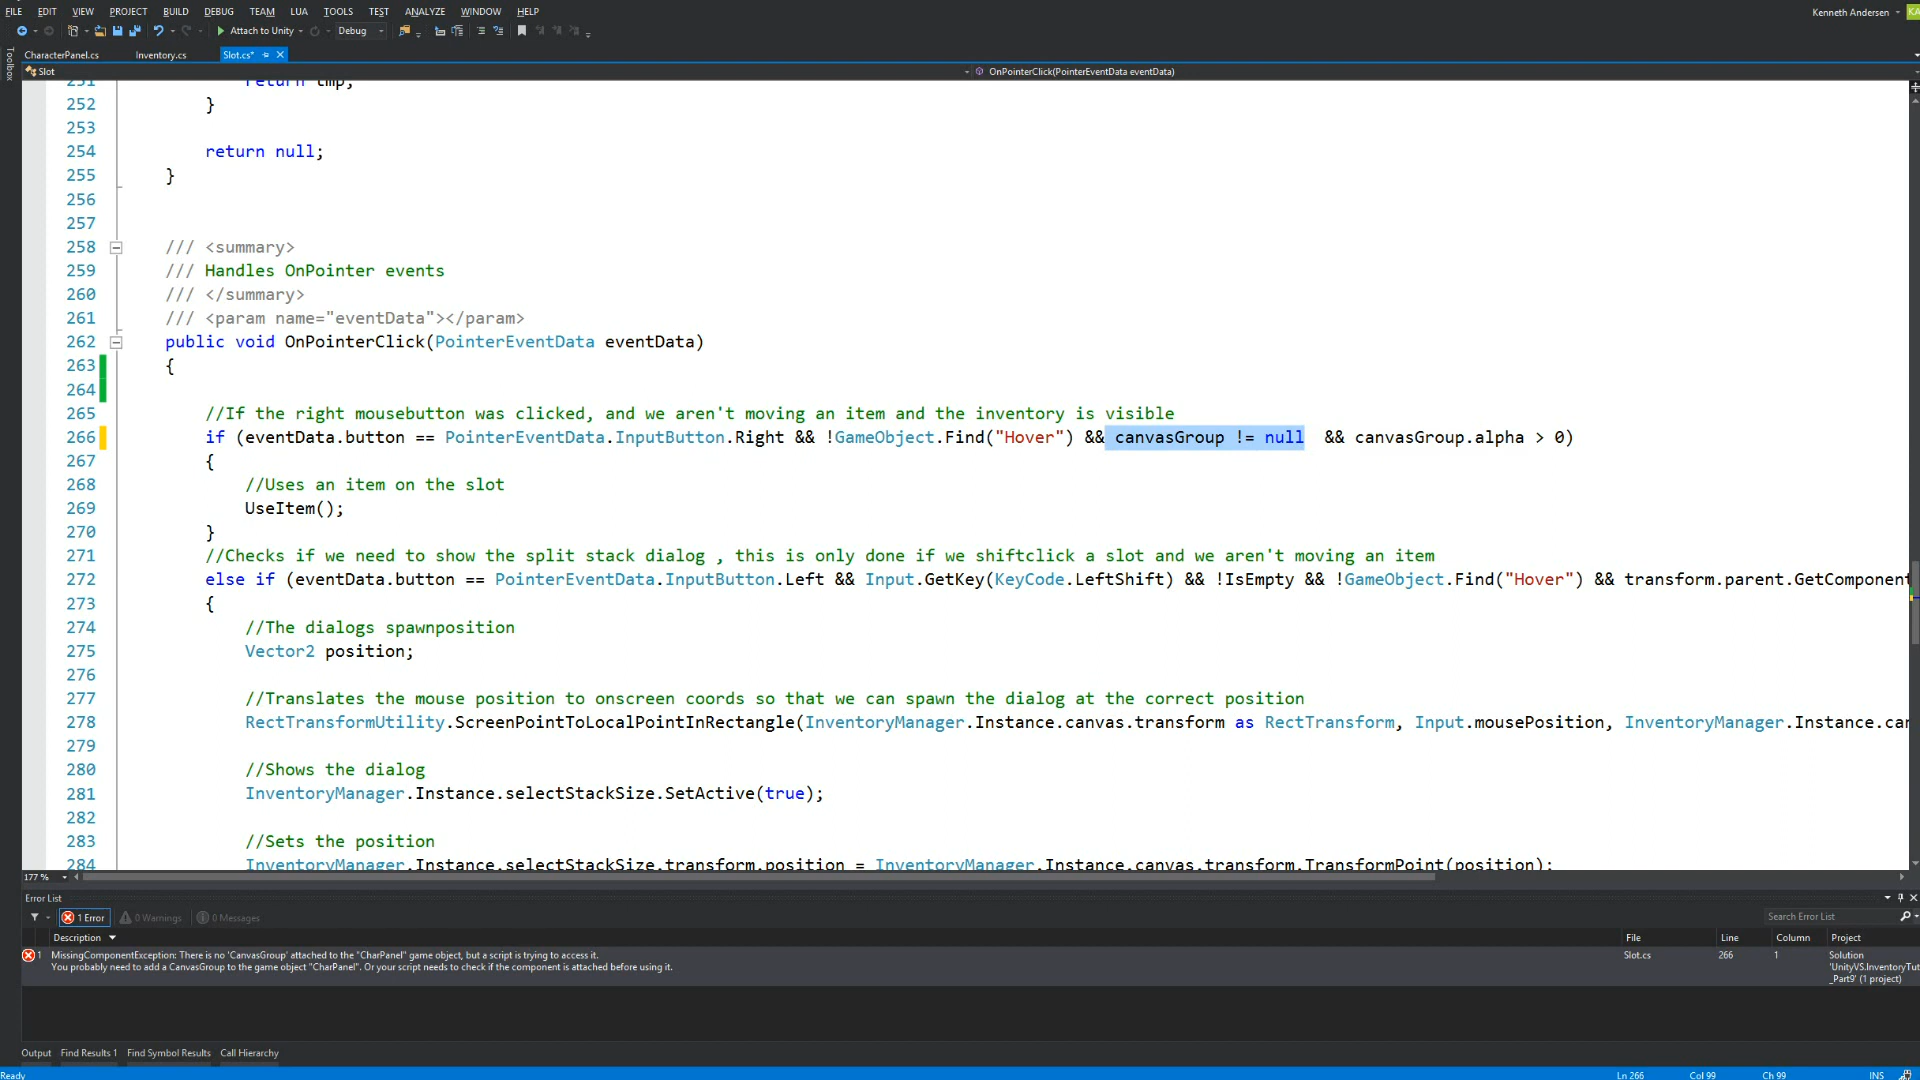 FILE EDIT VIEW PROJECT BUILD DEBUG TEAM LUA TOOLS TEST ANALYZE WINDOW HELP
Kenneth Andersen KA
Attach to Unity Debug
Toolbox
CharacterPanel.cs Inventory.cs Slot.cs*
Slot OnPointerClick(PointerEventData eventData)
251 return tmp;
252 }
253
254 return null;
255 }
256
257
258 /// <summary>
259 /// Handles OnPointer events
260 /// </summary>
261 /// <param name="eventData"></param>
262 public void OnPointerClick(PointerEventData eventData)
263 {
264
265 //If the right mousebutton was clicked, and we aren't moving an item and the inventory is visible
266 if (eventData.button == PointerEventData.InputButton.Right && !GameObject.Find("Hover") && canvasGroup != null && canvasGroup.alpha > 0)
267 {
268 //Uses an item on the slot
269 UseItem();
270 }
271 //Checks if we need to show the split stack dialog , this is only done if we shiftclick a slot and we aren't moving an item
272 else if (eventData.button == PointerEventData.InputButton.Left && Input.GetKey(KeyCode.LeftShift) && !IsEmpty && !GameObject.Find("Hover") && transform.parent.GetComponent
273 {
274 //The dialogs spawnposition
275 Vector2 position;
276
277 //Translates the mouse position to onscreen coords so that we can spawn the dialog at the correct position
278 RectTransformUtility.ScreenPointToLocalPointInRectangle(InventoryManager.Instance.canvas.transform as RectTransform, Input.mousePosition, InventoryManager.Instance.can
279
280 //Shows the dialog
281 InventoryManager.Instance.selectStackSize.SetActive(true);
282
283 //Sets the position
284 InventoryManager.Instance.selectStackSize.transform.position = InventoryManager.Instance.canvas.transform.TransformPoint(position);
177 %
Error List
1 Error 0 Warnings 0 Messages Search Error List
Description File Line Column Project
1 MissingComponentException: There is no 'CanvasGroup' attached to the "CharPanel" game object, but a script is trying to access it. Slot.cs 266 1 Solution
You probably need to add a CanvasGroup to the game object "CharPanel". Or your script needs to check if the component is attached before using it. 'UnityVS.InventoryTut
_Part9' (1 project)
Output Find Results 1 Find Symbol Results Call Hierarchy
Ready Ln 266 Col 99 Ch 99 INS